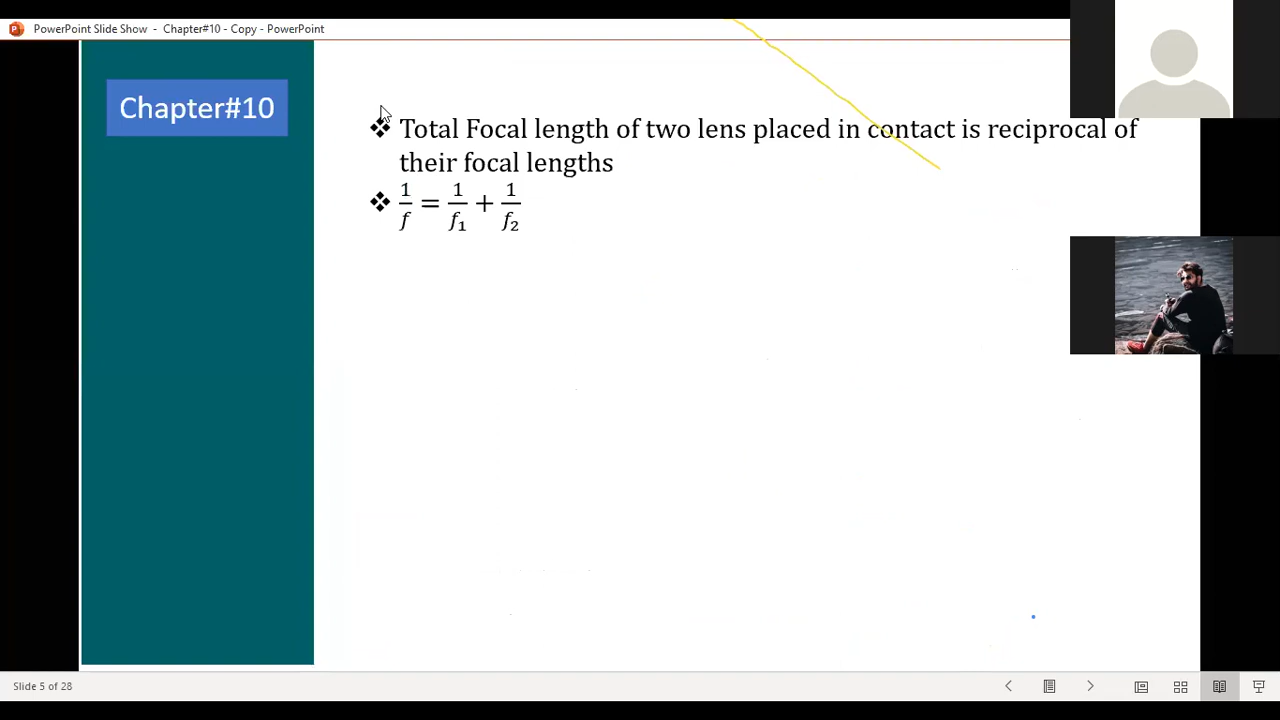 PowerPoint Slide Show - Chapter#10 - Copy - PowerPoint
Chapter#10
❖ Total Focal length of two lens placed in contact is reciprocal of
their focal lengths
❖ 1/f = 1/f₁ + 1/f₂
Slide 5 of 28